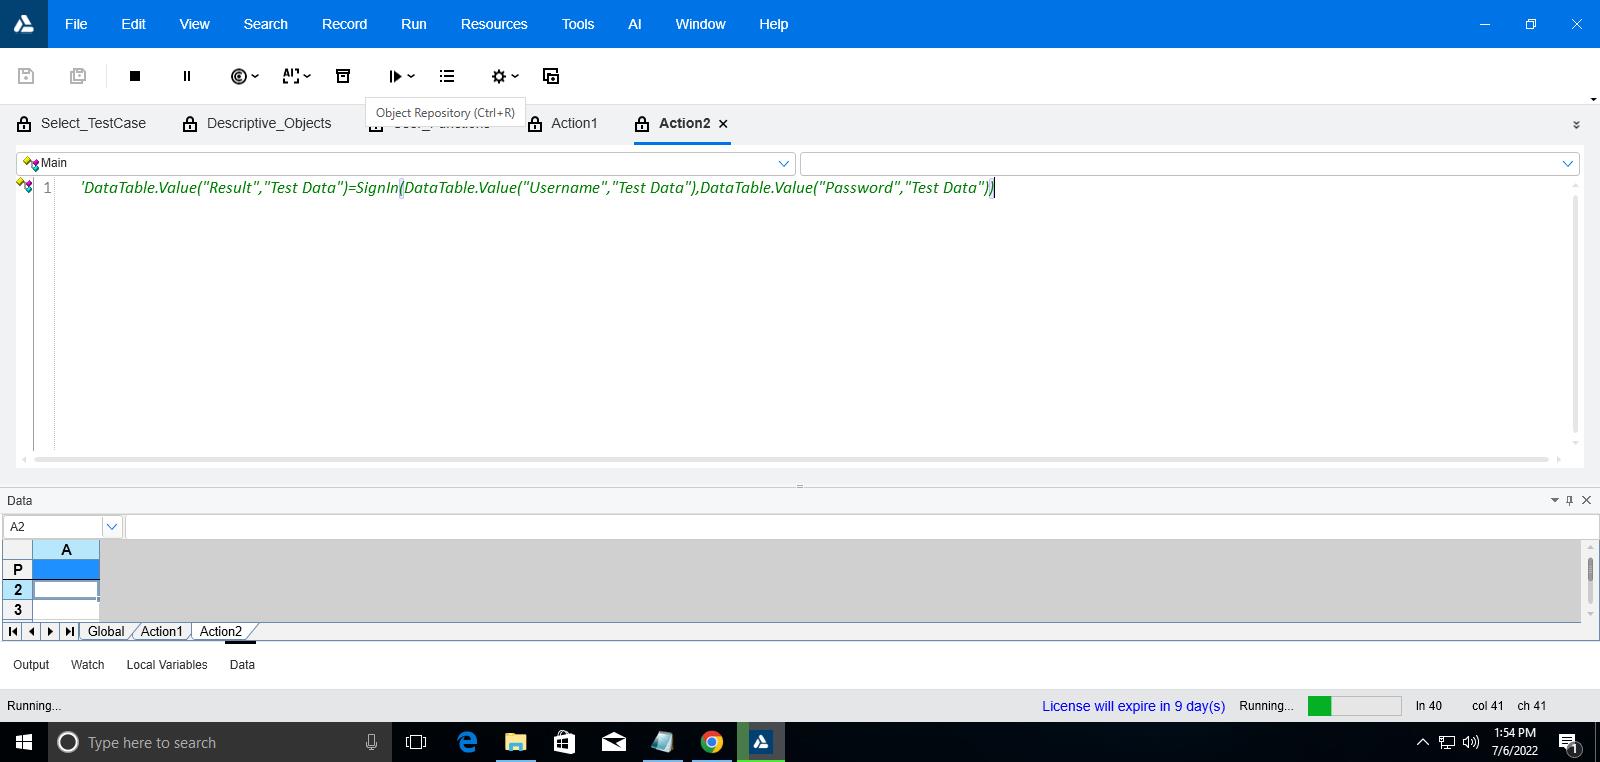 File Edit View Search Record Run Resources Tools AI Window Help
AI
Object Repository (Ctrl+R)
Select_TestCase Descriptive_Objects User_Functions Action1 Action2
Main
1 'DataTable.Value("Result","Test Data")=SignIn(DataTable.Value("Username","Test Data"),DataTable.Value("Password","Test Data"))
Data
A2
A
P
2
3
Global Action1 Action2
Output Watch Local Variables Data
Running... License will expire in 9 day(s) Running... ln 40 col 41 ch 41
Type here to search
1:54 PM
7/6/2022
1